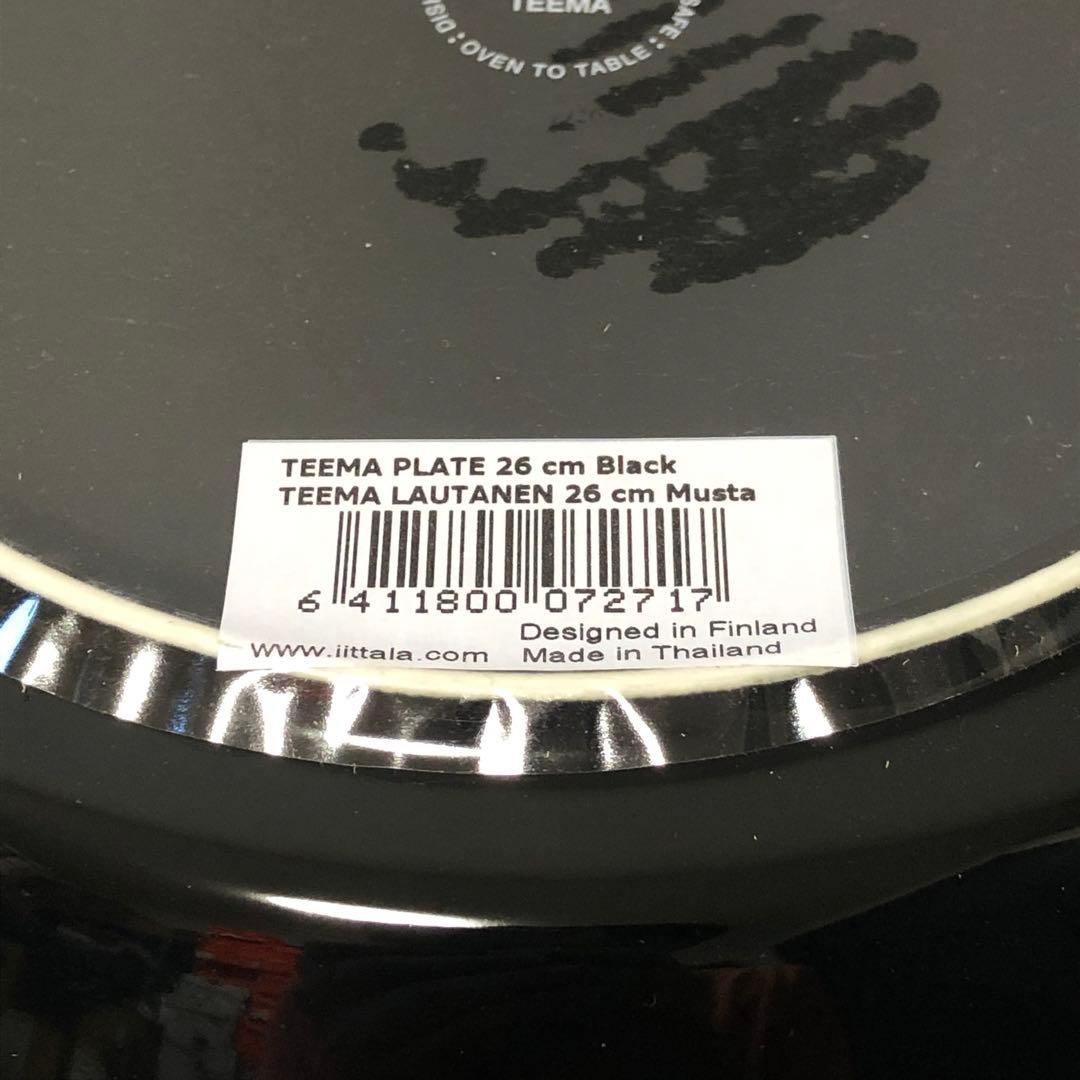 TEEMA
SAFE : OVEN TO TABLE :
TEEMA PLATE 26 cm Black
TEEMA LAUTANEN 26 cm Musta
6 411800 072717
Designed in Finland
www.iittala.com Made in Thailand